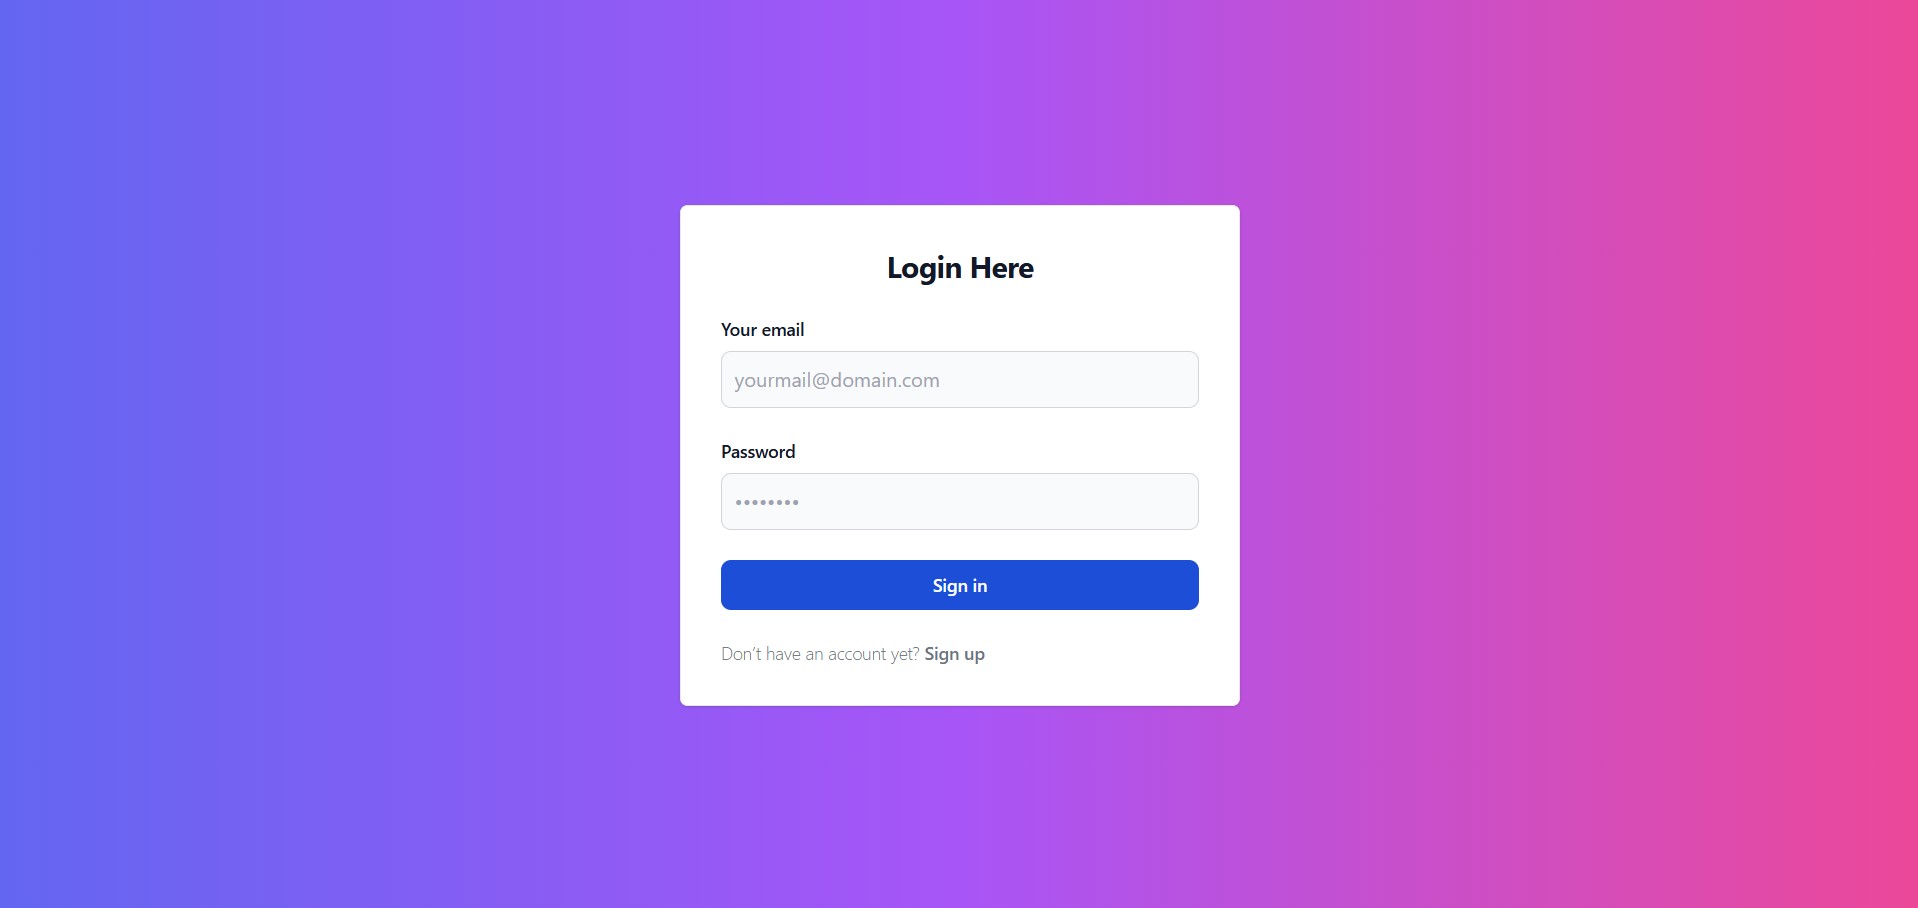 Login Here
Your email
yourmail@domain.com
Password
••••••••
Sign in
Don't have an account yet? Sign up